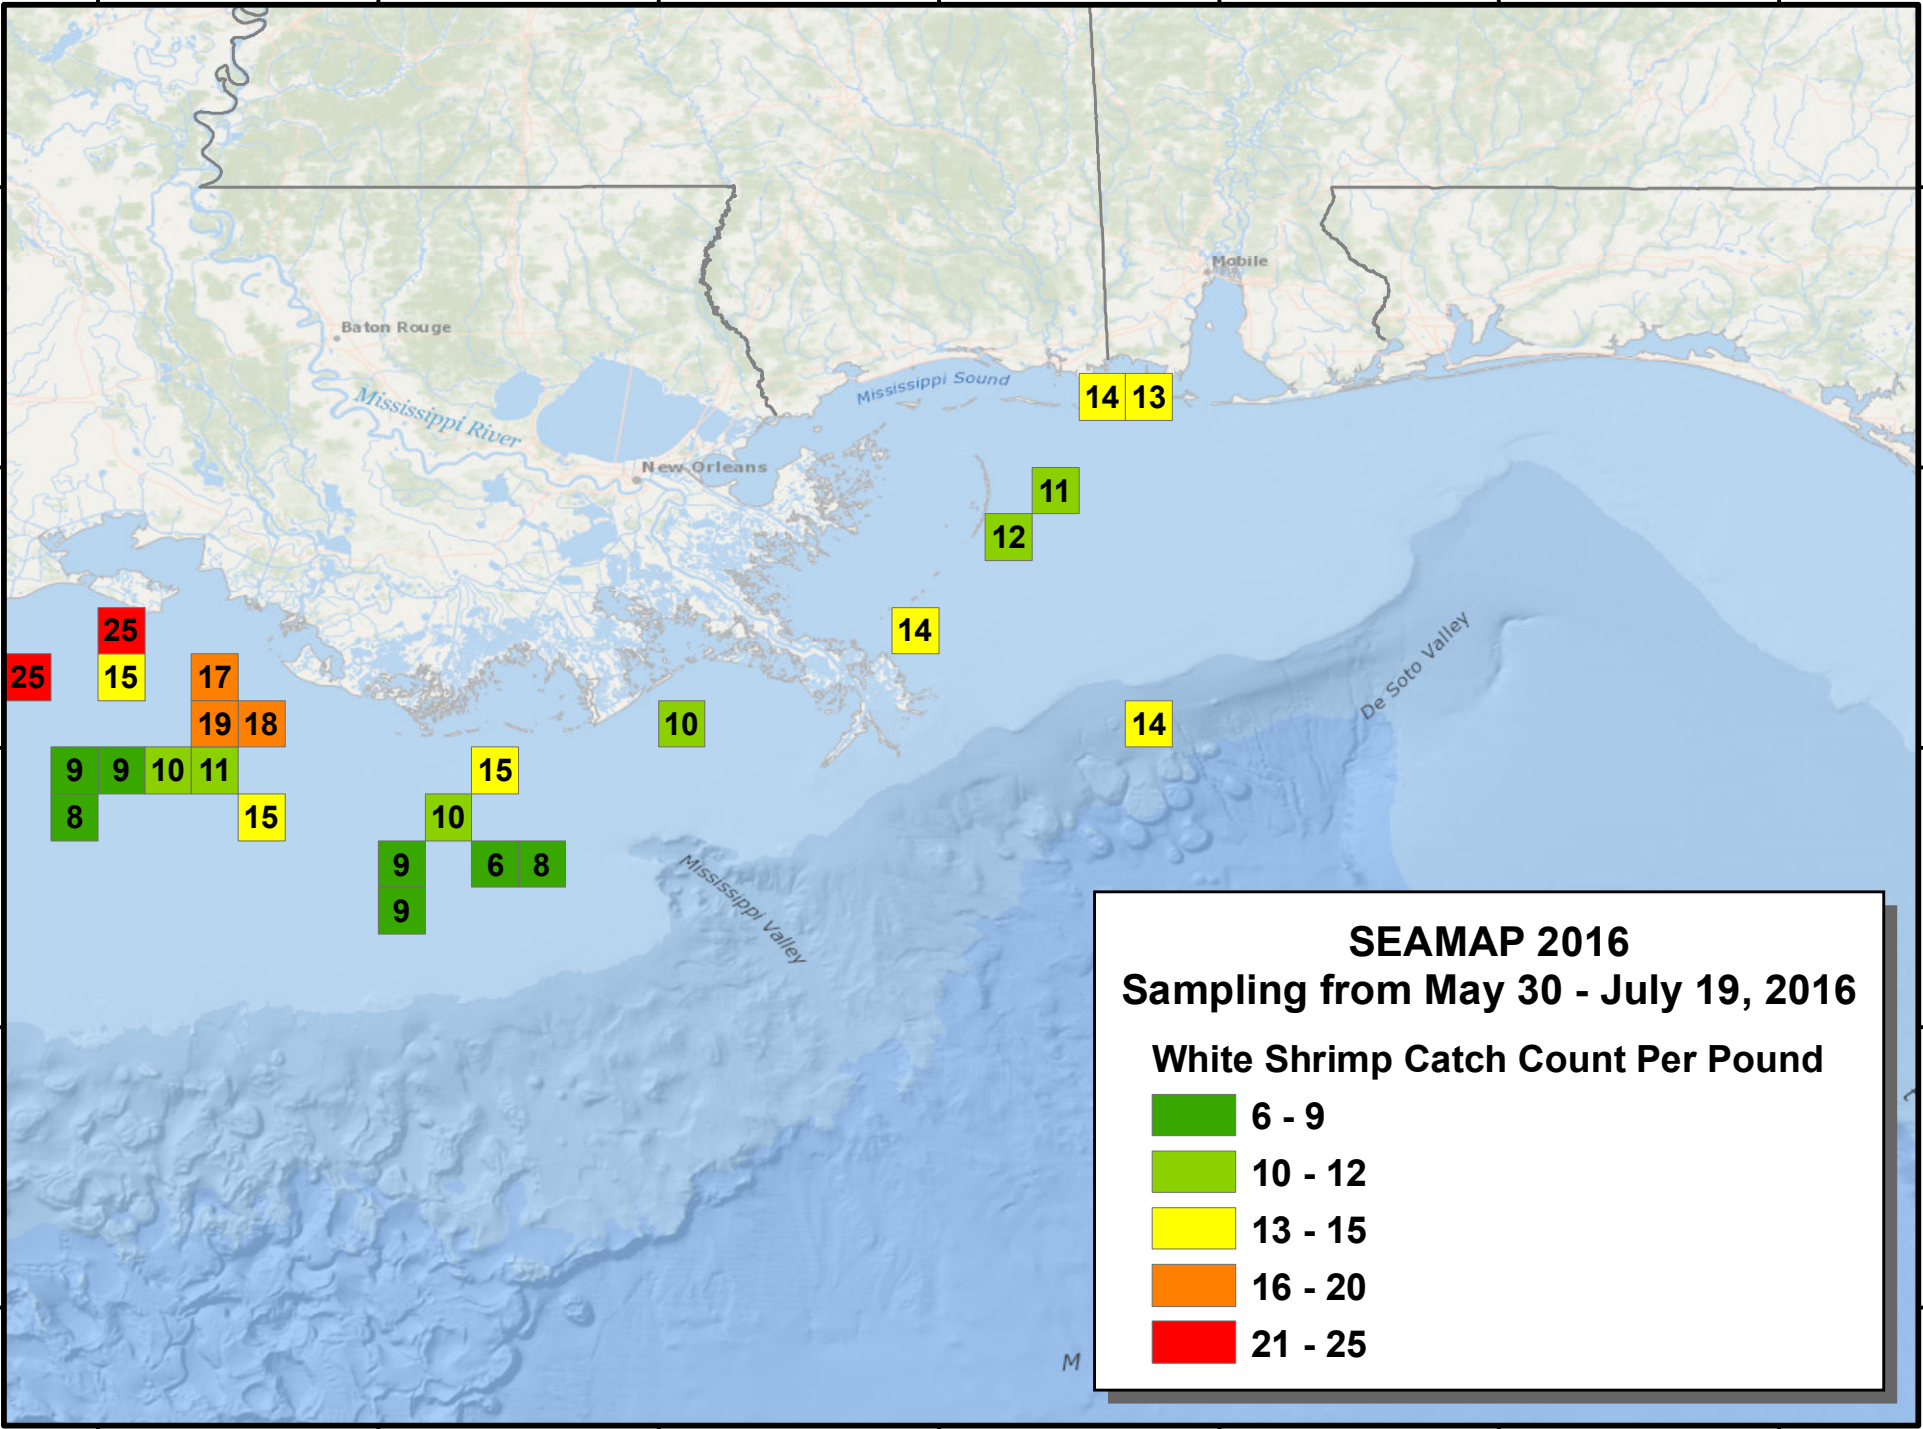 Mobile
Baton Rouge
Mississippi Sound
14 13
Mississippi River
New Orleans
11
12
25
14
De Soto Valley
25 15 17
19 18
10
14
9 9 10 11
15
8
15
10
9
6 8
Mississippi Valley
9
SEAMAP 2016
Sampling from May 30 - July 19, 2016
White Shrimp Catch Count Per Pound
6 - 9
10 - 12
13 - 15
16 - 20
21 - 25
M